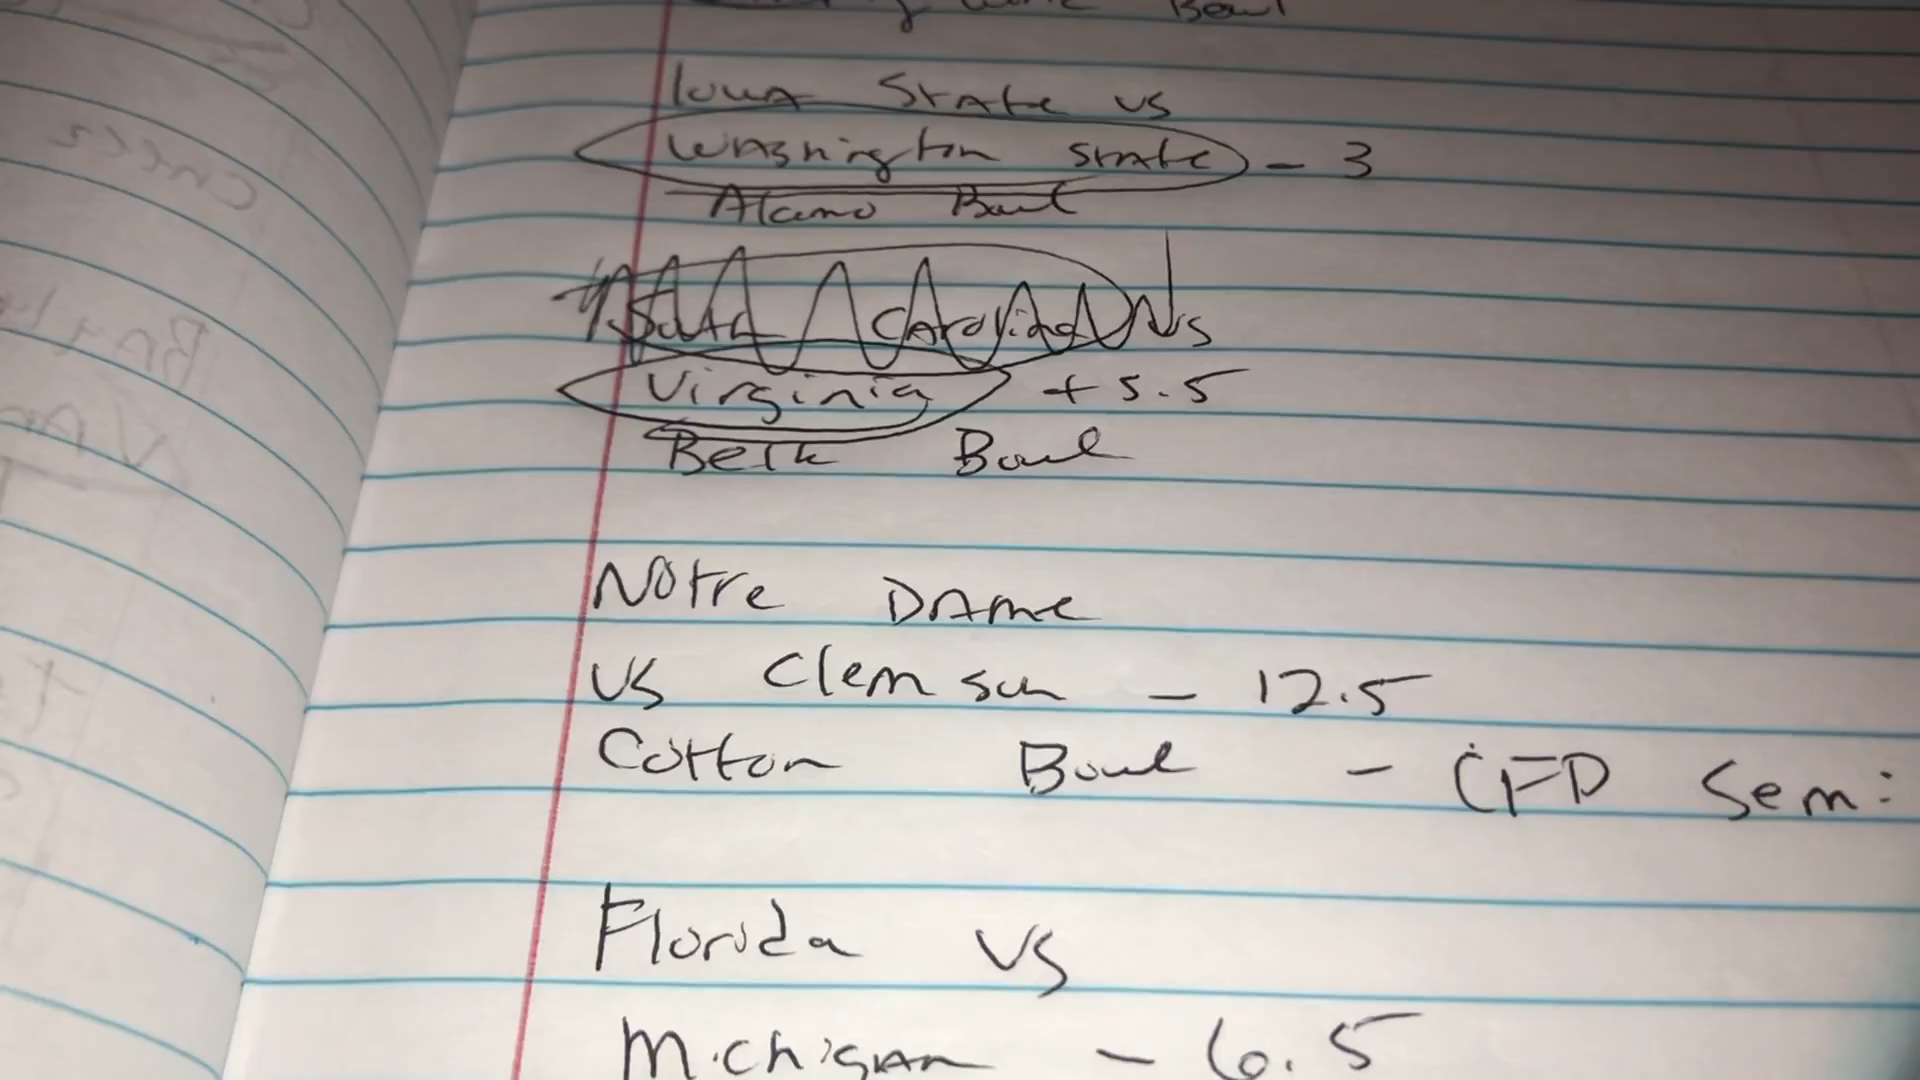 Bowl
Iowa State vs
Washington State - 3
Alamo Bowl
South Carolina vs
Virginia + 5.5
Belk Bowl
Notre Dame
vs Clemson - 12.5
Cotton Bowl - CFP Semi
Florida vs
Michigan - 6.5